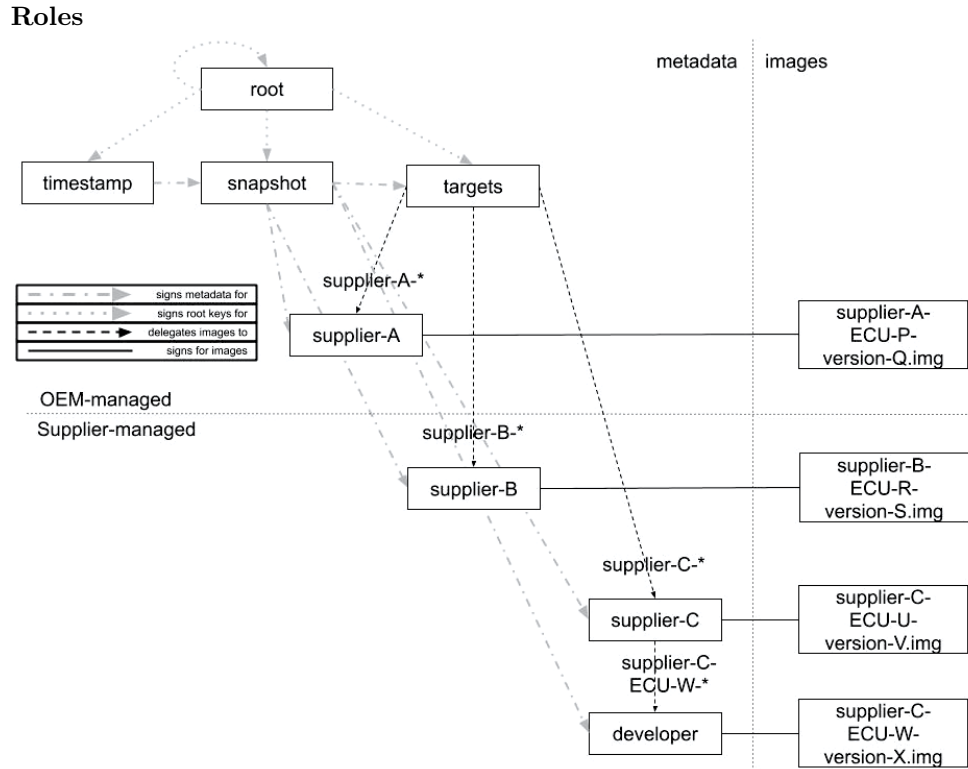 Roles
metadata
images
root
timestamp
snapshot
targets
supplier-A-*
signs metadata for
signs root keys for
delegates images to
signs for images
supplier-A
supplier-A-
ECU-P-
version-Q.img
OEM-managed
Supplier-managed
supplier-B-*
supplier-B
supplier-B-
ECU-R-
version-S.img
supplier-C-*
supplier-C
supplier-C-
ECU-U-
version-V.img
supplier-C-
ECU-W-*
developer
supplier-C-
ECU-W-
version-X.img